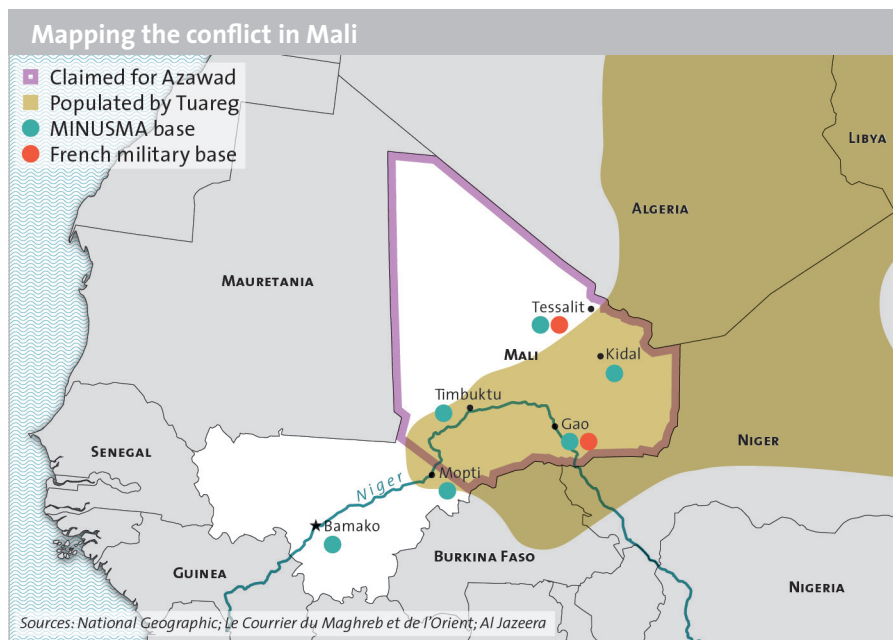 Mapping the conflict in Mali
Claimed for Azawad
Populated by Tuareg
MINUSMA base
French military base
LIBYA
ALGERIA
MAURETANIA
Tessalit
MALI
Kidal
Timbuktu
Gao
SENEGAL
NIGER
Mopti
Niger
Bamako
BURKINA FASO
GUINEA
NIGERIA
Sources: National Geographic; Le Courrier du Maghreb et de l'Orient; Al Jazeera